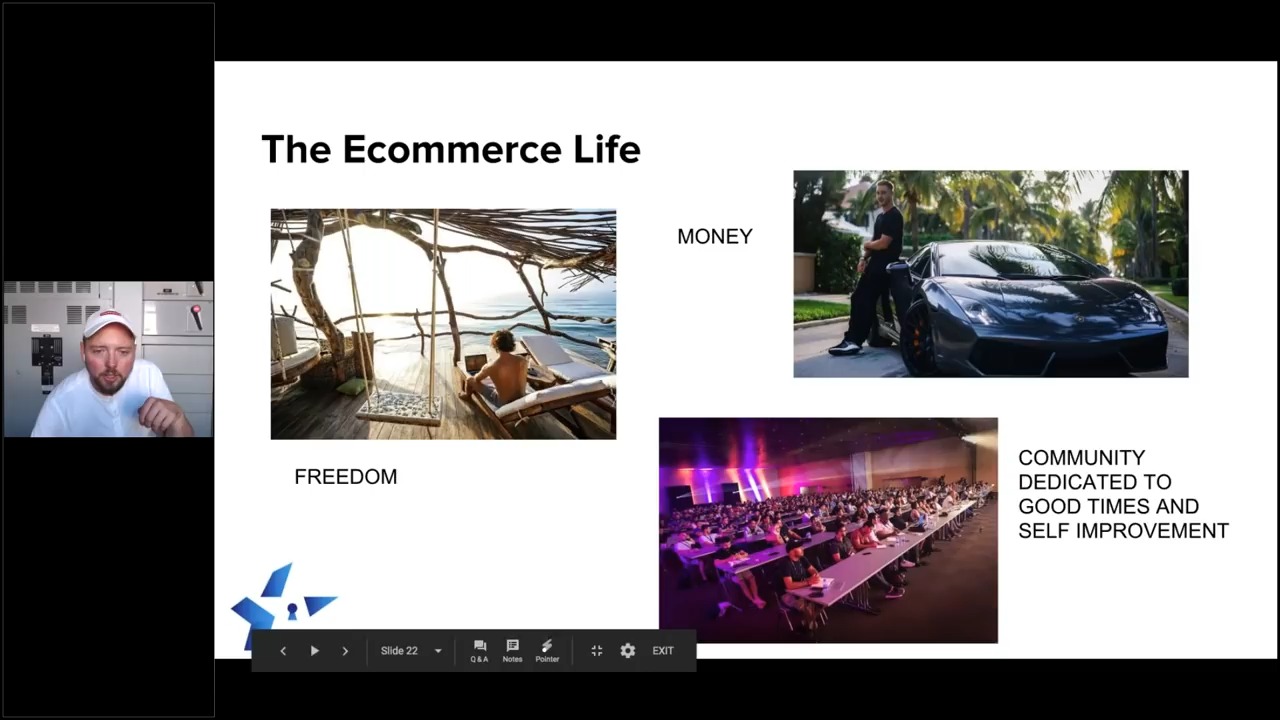 The Ecommerce Life
MONEY
FREEDOM
COMMUNITY
DEDICATED TO
GOOD TIMES AND
SELF IMPROVEMENT
Slide 22
Q & A
Notes
Pointer
EXIT